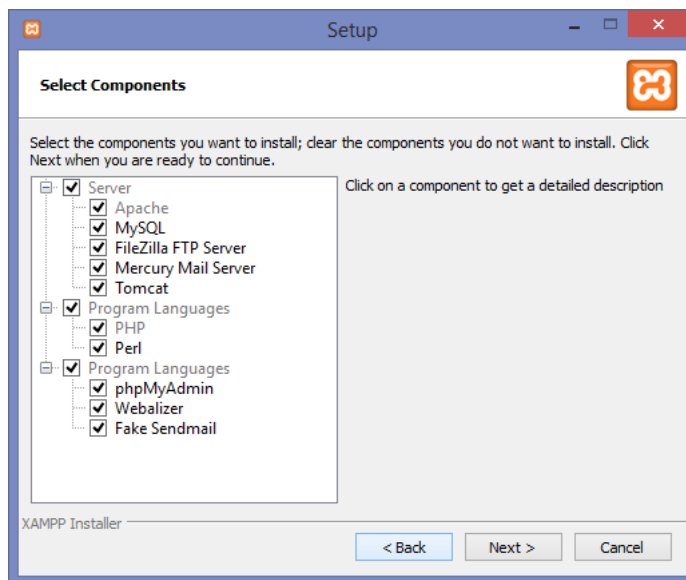 Setup
Select Components
Select the components you want to install; clear the components you do not want to install. Click
Next when you are ready to continue.
Server
Apache
MySQL
FileZilla FTP Server
Mercury Mail Server
Tomcat
Program Languages
PHP
Perl
Program Languages
phpMyAdmin
Webalizer
Fake Sendmail
Click on a component to get a detailed description
XAMPP Installer
< Back
Next >
Cancel